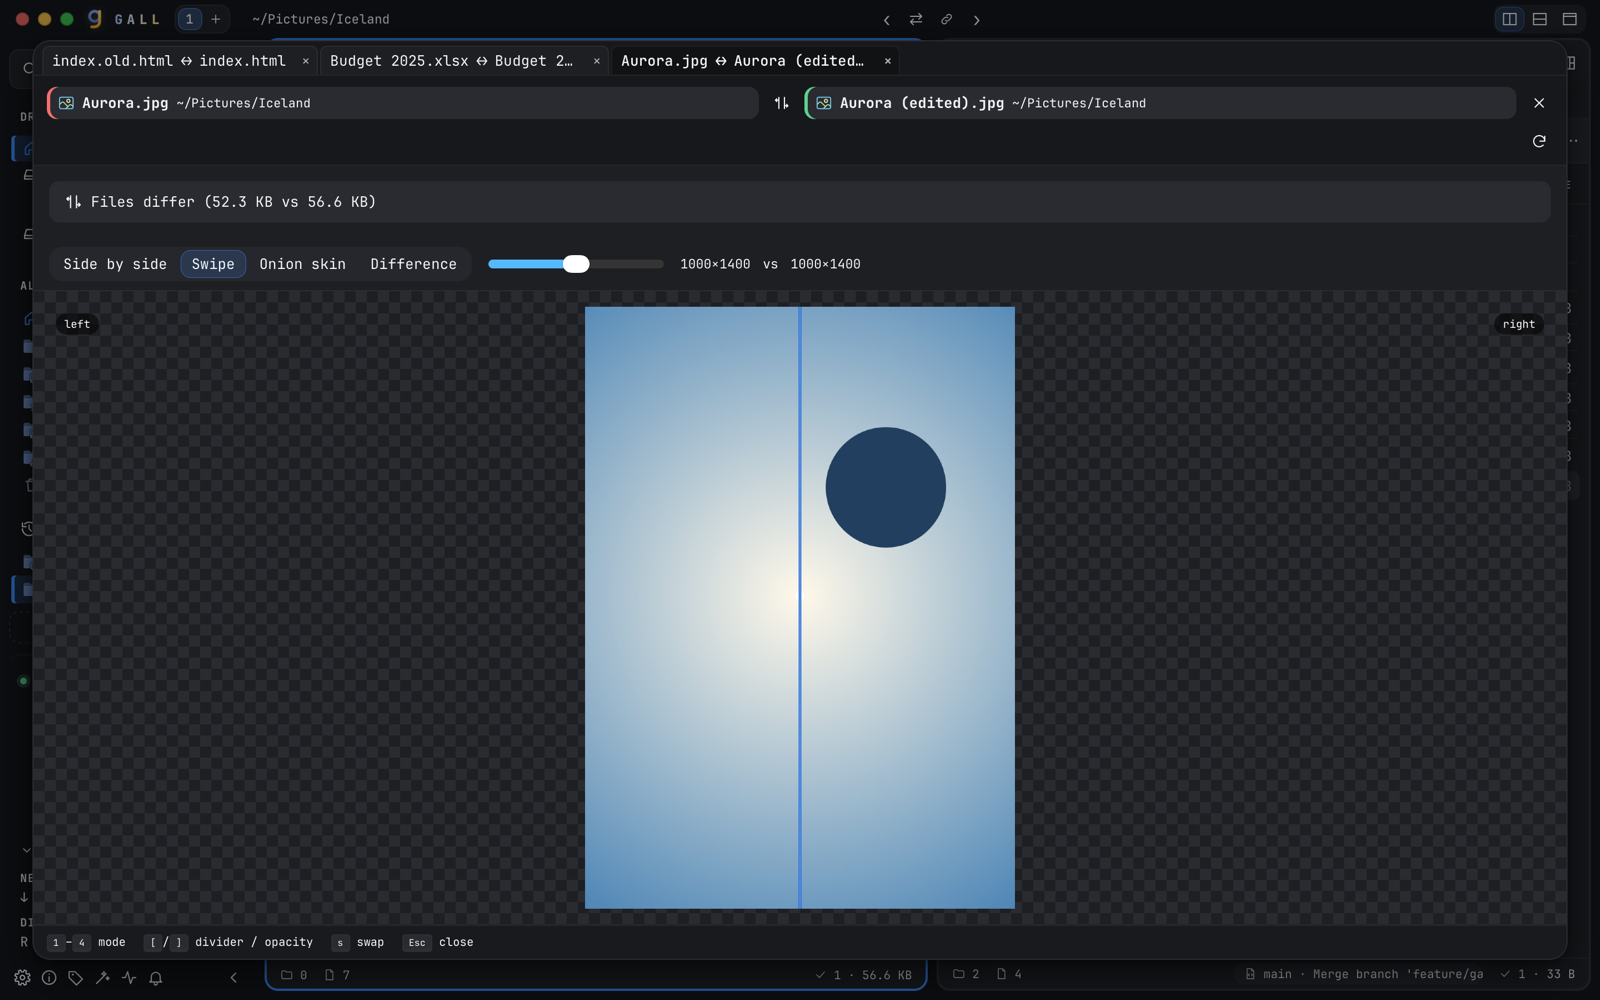 GALL
1
~/Pictures/Iceland
index.old.html ↔ index.html ×
Budget 2025.xlsx ↔ Budget 2… ×
Aurora.jpg ↔ Aurora (edited… ×
Aurora.jpg ~/Pictures/Iceland
Aurora (edited).jpg ~/Pictures/Iceland
Files differ (52.3 KB vs 56.6 KB)
Side by side Swipe Onion skin Difference
1000×1400 vs 1000×1400
left
right
1-4 mode [/] divider / opacity s swap Esc close
0 7
1 · 56.6 KB
2 4
main · Merge branch 'feature/ga
1 · 33 B